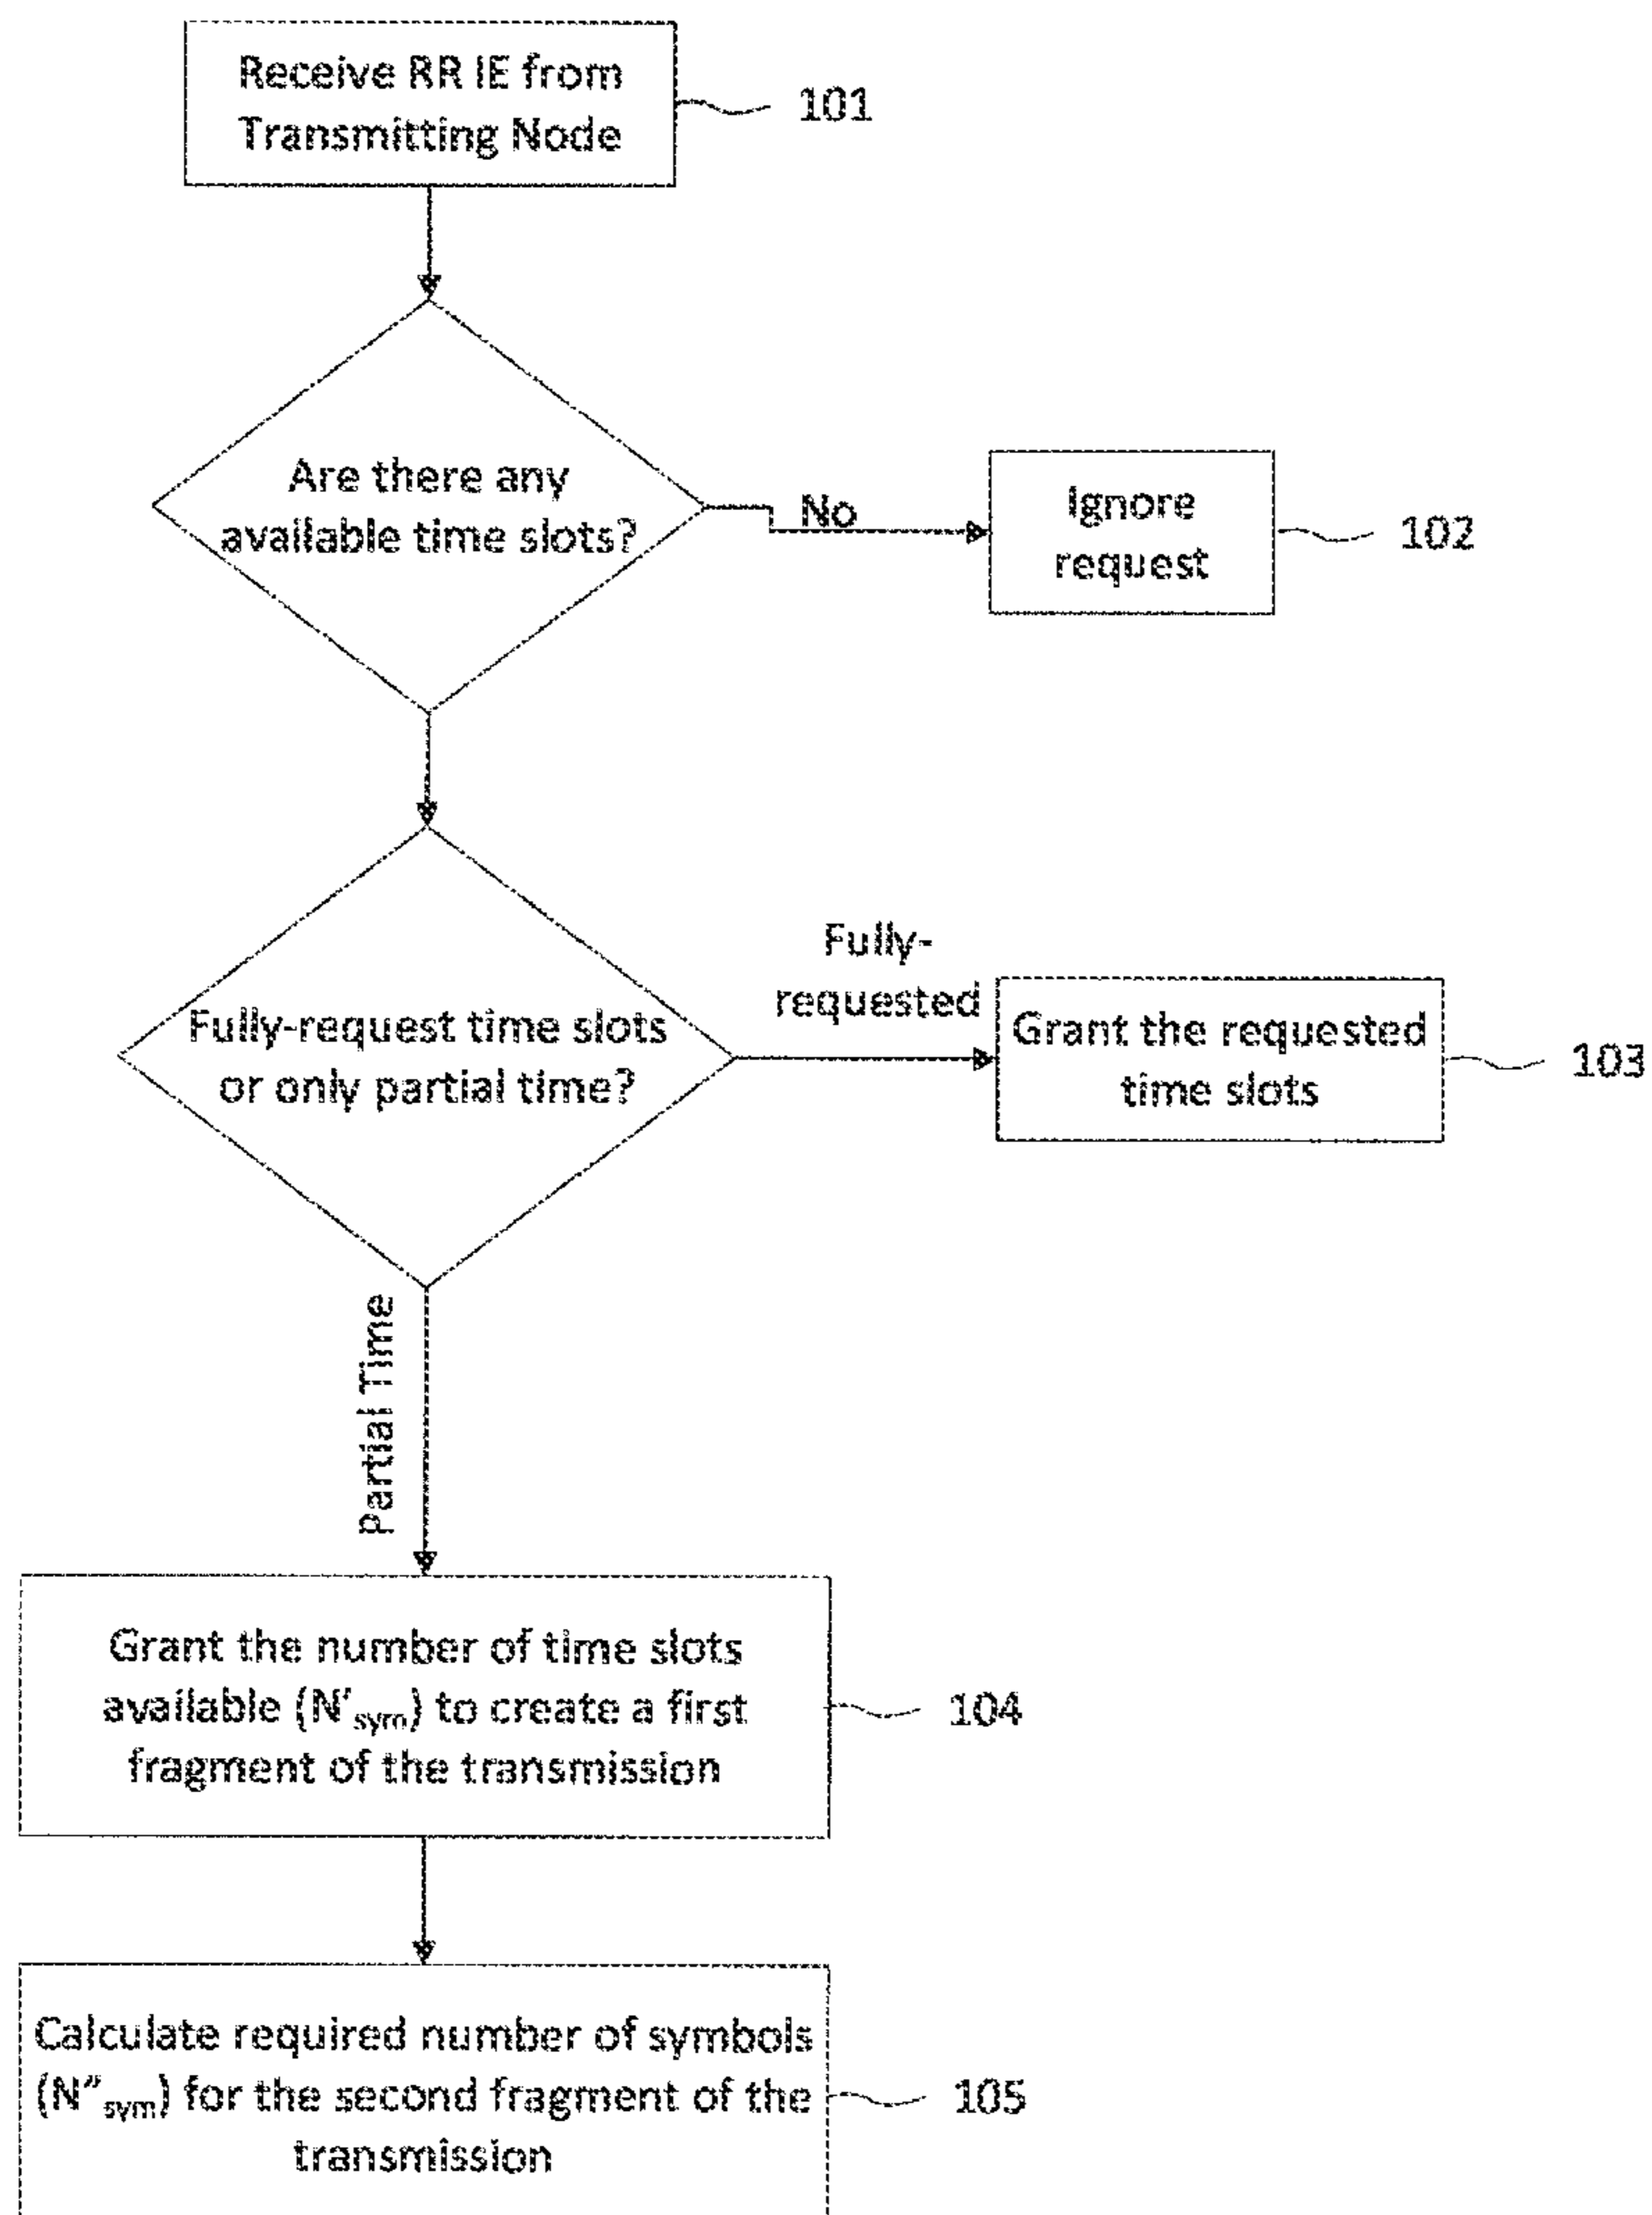 Receive RR IE from
Transmitting Node
101
Are there any
available time slots?
No
Ignore
request
102
Fully-request time slots
or only partial time?
Fully-
requested
Grant the requested
time slots
103
Partial Time
Grant the number of time slots
available (N'sym) to create a first
fragment of the transmission
104
Calculate required number of symbols
(N"sym) for the second fragment of the
transmission
105